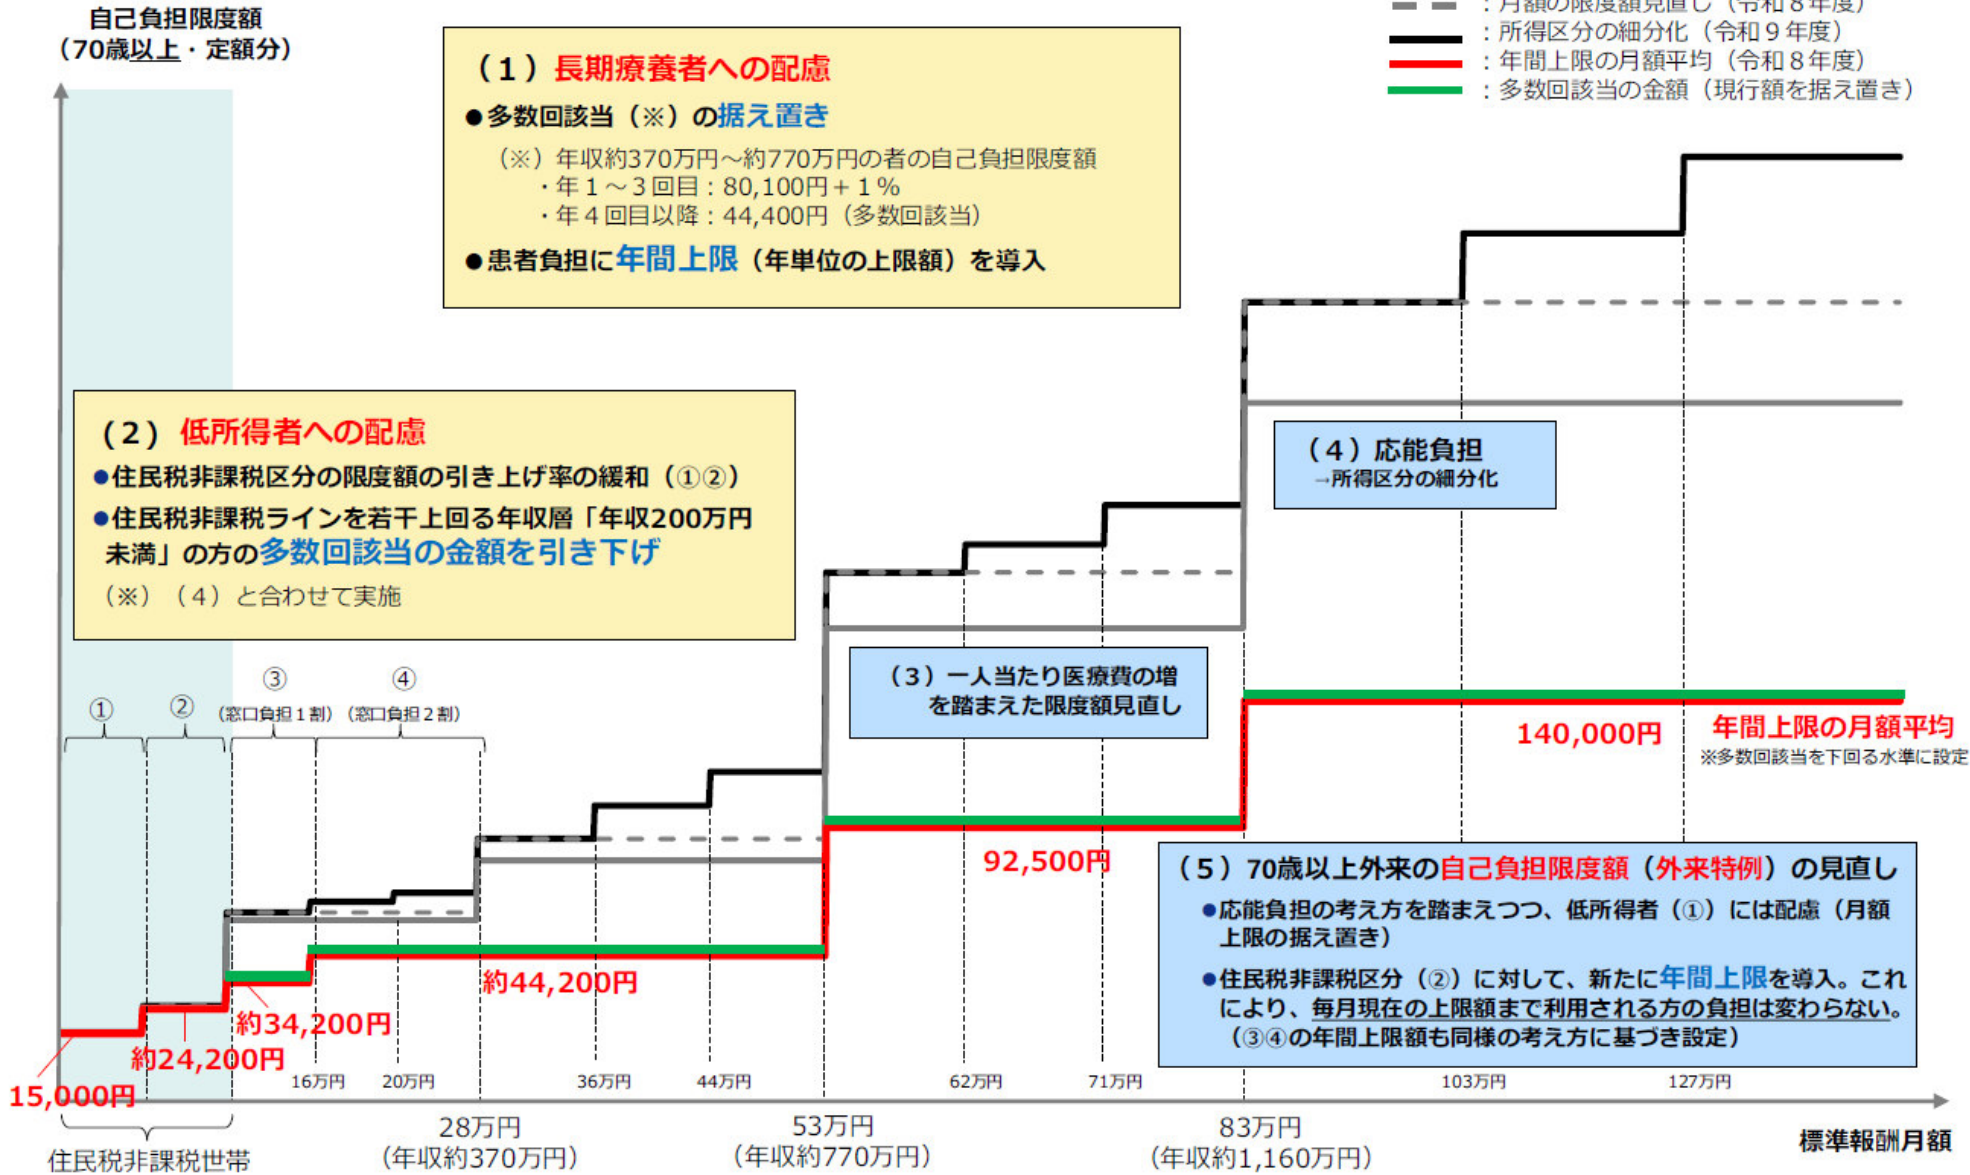 自己負担限度額
（70歳以上・定額分）
：月額の限度額見直し（令和８年度）
：所得区分の細分化（令和９年度）
：年間上限の月額平均（令和８年度）
：多数回該当の金額（現行額を据え置き）
（１）長期療養者への配慮
●多数回該当（※）の据え置き
（※）年収約370万円～約770万円の者の自己負担限度額
・年１～３回目：80,100円＋１％
・年４回目以降：44,400円（多数回該当）
●患者負担に年間上限（年単位の上限額）を導入
（２）低所得者への配慮
●住民税非課税区分の限度額の引き上げ率の緩和（①②）
●住民税非課税ラインを若干上回る年収層「年収200万円
未満」の方の多数回該当の金額を引き下げ
（※）（４）と合わせて実施
（４）応能負担
→所得区分の細分化
（３）一人当たり医療費の増
を踏まえた限度額見直し
①
②
③
（窓口負担１割）
④
（窓口負担２割）
140,000円
年間上限の月額平均
※多数回該当を下回る水準に設定
92,500円
約44,200円
約34,200円
約24,200円
15,000円
（５）70歳以上外来の自己負担限度額（外来特例）の見直し
●応能負担の考え方を踏まえつつ、低所得者（①）には配慮（月額
上限の据え置き）
●住民税非課税区分（②）に対して、新たに年間上限を導入。これ
により、毎月現在の上限額まで利用される方の負担は変わらない。
（③④の年間上限額も同様の考え方に基づき設定）
16万円
20万円
36万円
44万円
62万円
71万円
103万円
127万円
28万円
（年収約370万円）
53万円
（年収約770万円）
83万円
（年収約1,160万円）
住民税非課税世帯
標準報酬月額